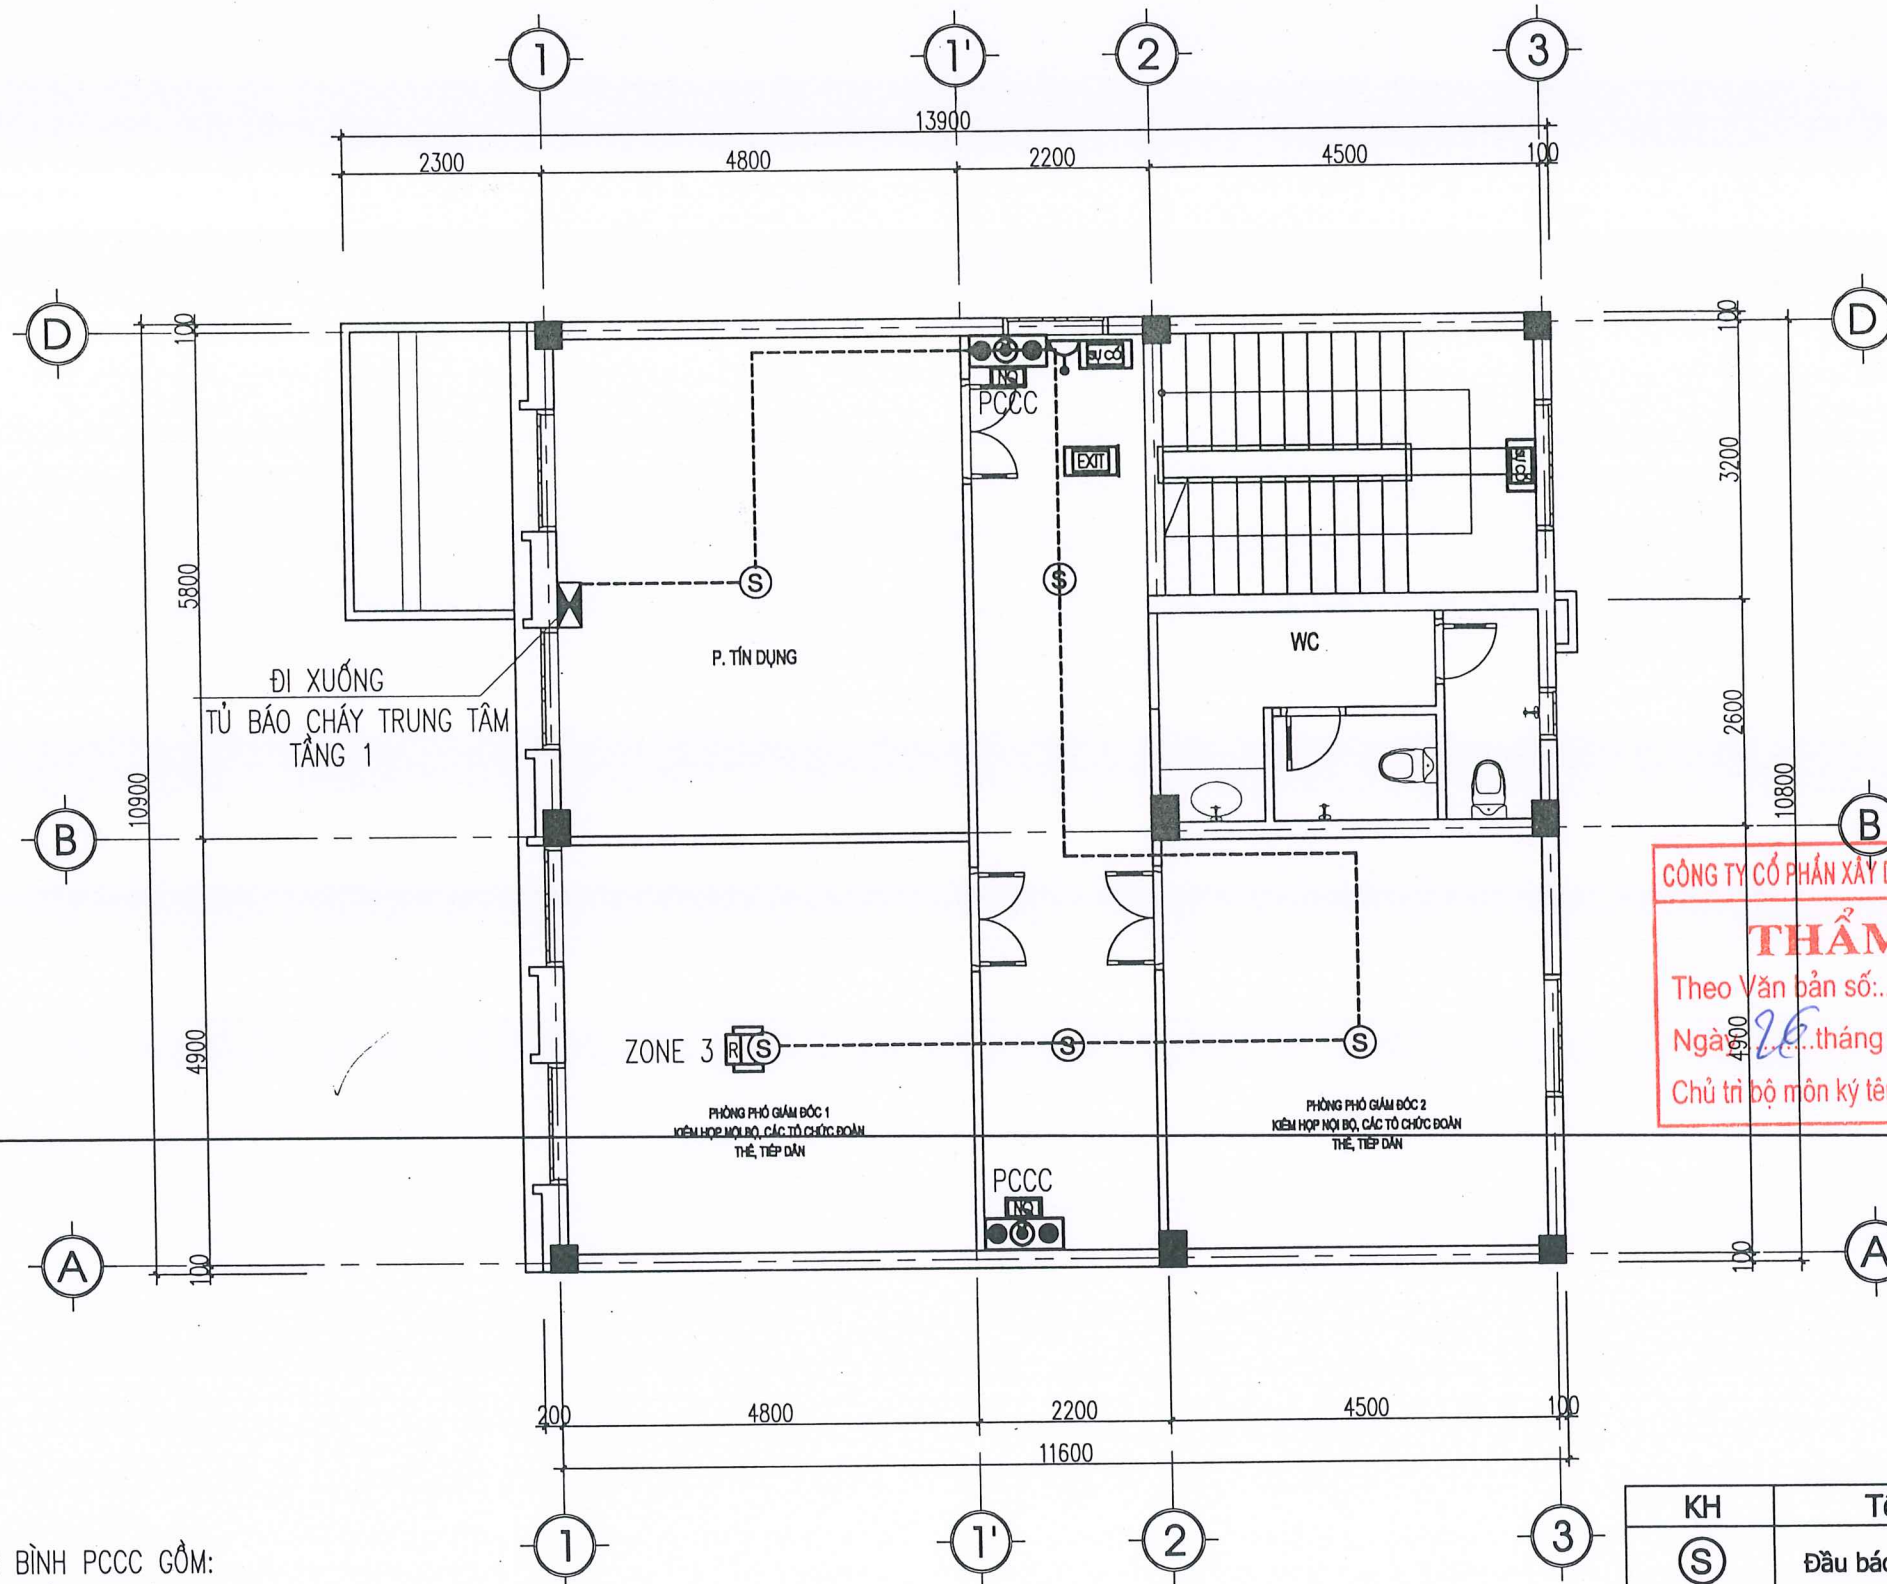 1
1'
2
3
13900
2300
4800
2200
4500
100
D
100
100
D
SỰ CỐ
NQ
PCCC
EXIT
SỰ CỐ
3200
5800
S
S
WC
P. TÍN DỤNG
ĐI XUỐNG
TỦ BÁO CHÁY TRUNG TÂM
TẦNG 1
2600
10900
10800
B
B
CÔNG TY CỔ PHẦN XÂY
THẨM
Theo Văn bản số:..
Ngày 26 tháng
Chủ trì bộ môn ký tê
4900
4900
ZONE 3
R
S
S
S
PHÒNG PHÓ GIÁM ĐỐC 1
KIÊM HỌP NỘI BỘ, CÁC TỔ CHỨC ĐOÀN
THỂ, TIẾP DÂN
PHÒNG PHÓ GIÁM ĐỐC 2
KIÊM HỌP NỘI BỘ, CÁC TỔ CHỨC ĐOÀN
THỂ, TIẾP DÂN
PCCC
NQ
A
100
100
A
200
4800
2200
4500
100
11600
1
1'
2
3
KH
S
Đầu báo
BÌNH PCCC GỒM: